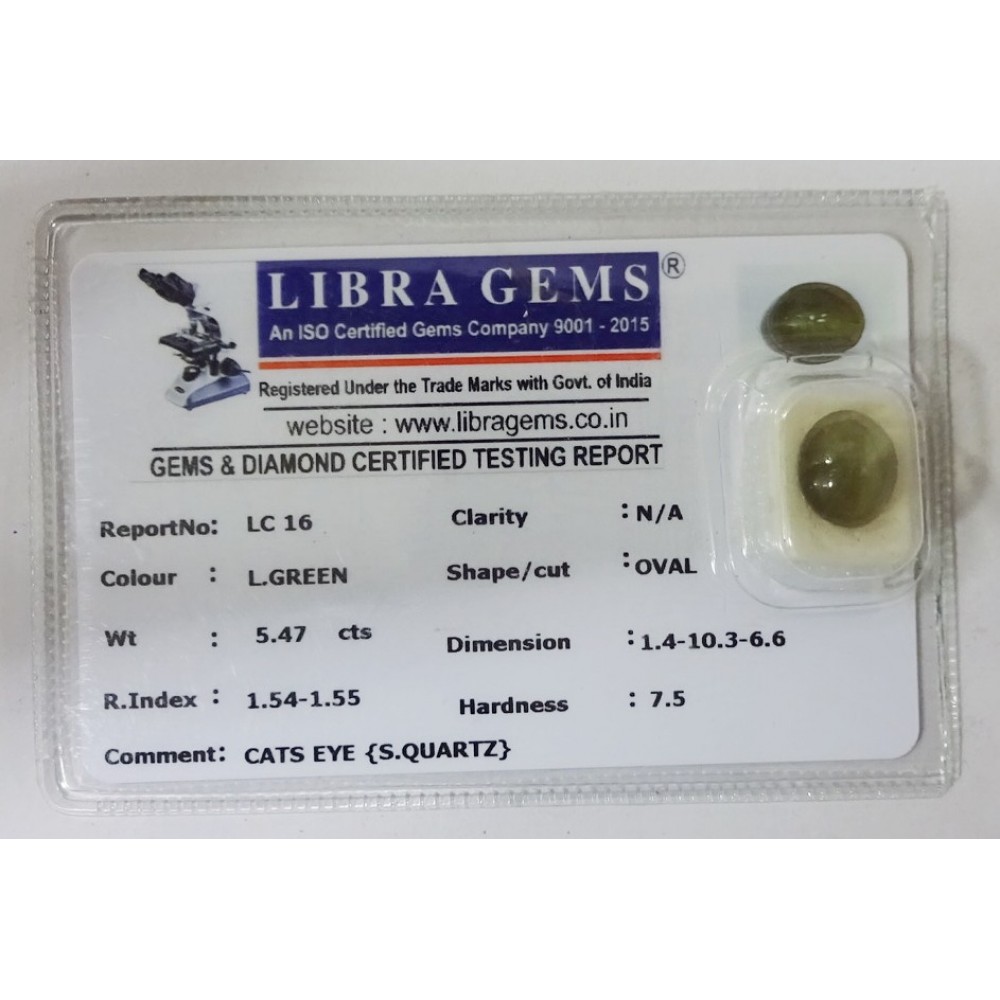 LIBRA GEMS®
An ISO Certified Gems Company 9001 - 2015
Registered Under the Trade Marks with Govt. of India
website : www.libragems.co.in
GEMS & DIAMOND CERTIFIED TESTING REPORT
ReportNo: LC 16 Clarity : N/A
Colour : L.GREEN Shape/cut : OVAL
Wt : 5.47 cts Dimension : 1.4-10.3-6.6
R.Index : 1.54-1.55 Hardness : 7.5
Comment: CATS EYE {S.QUARTZ}